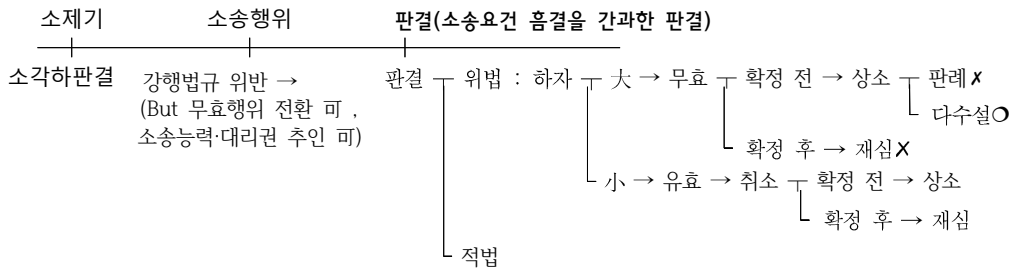 소제기 소송행위 판결(소송요건 흠결을 간과한 판결)
소각하판결 강행법규 위반 → 판결 위법 : 하자 大 → 무효 확정 전 → 상소 판례✗
(But 무효행위 전환 可, 다수설○
소송능력·대리권 추인 可)
확정 후 → 재심✗
小 → 유효 → 취소 확정 전 → 상소
확정 후 → 재심
적법